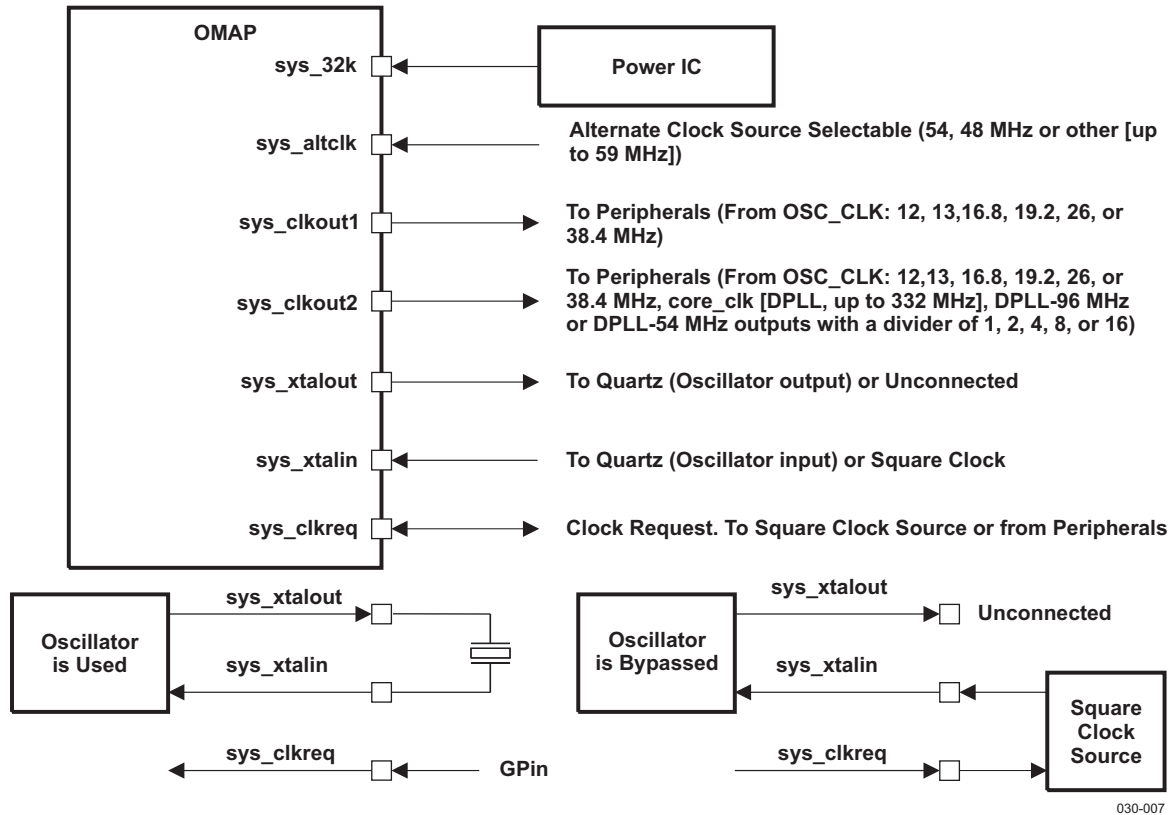 OMAP
sys_32k
Power IC
sys_altclk
Alternate Clock Source Selectable (54, 48 MHz or other [up
to 59 MHz])
sys_clkout1
To Peripherals (From OSC_CLK: 12, 13,16.8, 19.2, 26, or
38.4 MHz)
sys_clkout2
To Peripherals (From OSC_CLK: 12,13, 16.8, 19.2, 26, or
38.4 MHz, core_clk [DPLL, up to 332 MHz], DPLL-96 MHz
or DPLL-54 MHz outputs with a divider of 1, 2, 4, 8, or 16)
sys_xtalout
To Quartz (Oscillator output) or Unconnected
sys_xtalin
To Quartz (Oscillator input) or Square Clock
sys_clkreq
Clock Request. To Square Clock Source or from Peripherals
Oscillator
is Used
sys_xtalout
sys_xtalin
sys_clkreq
GPin
Oscillator
is Bypassed
sys_xtalout
Unconnected
sys_xtalin
Square
Clock
Source
sys_clkreq
030-007